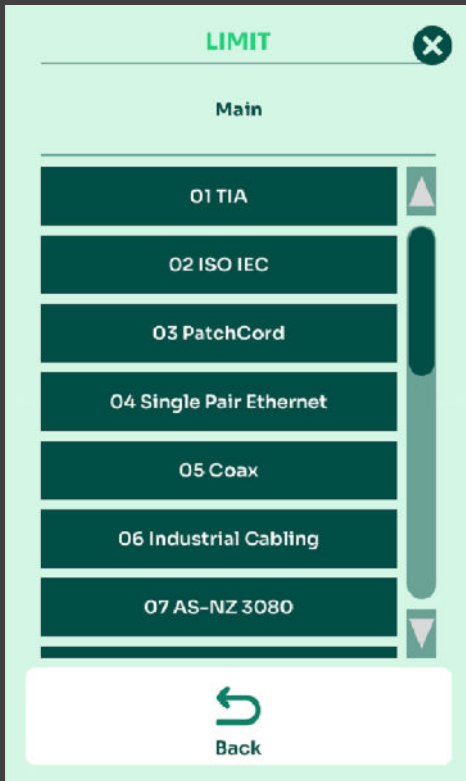 LIMIT
Main
01 TIA
02 ISO IEC
03 PatchCord
04 Single Pair Ethernet
05 Coax
06 Industrial Cabling
07 AS-NZ 3080
Back